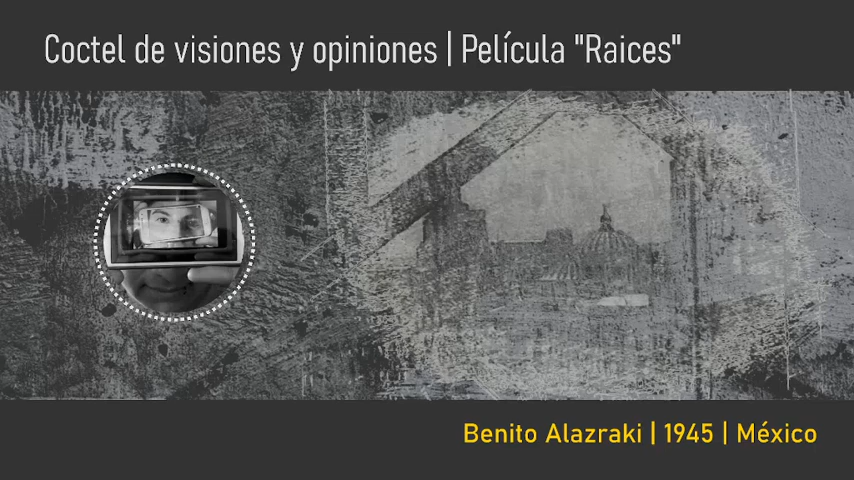 Coctel de visiones y opiniones | Película "Raices"
Benito Alazraki | 1945 | México